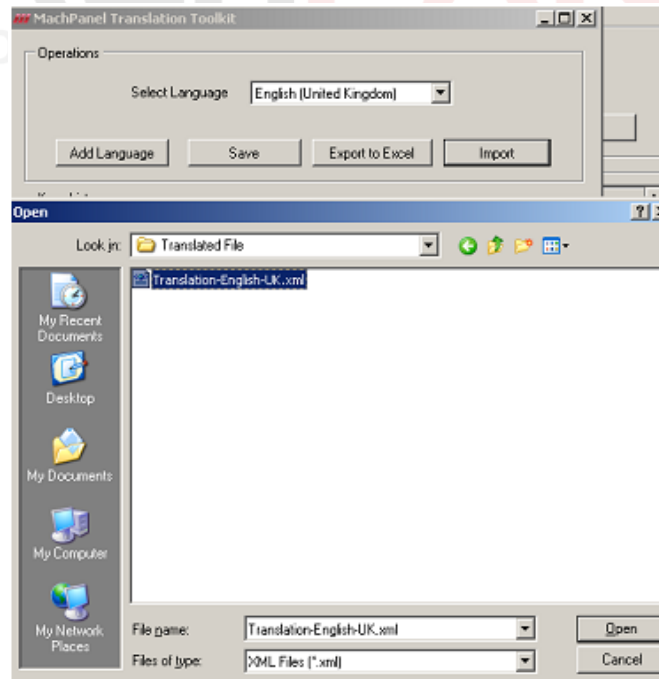 MachPanel Translation Toolkit
Operations
Select Language English (United Kingdom)
Add Language Save Export to Excel Import
Open
Look in: Translated File
Translation-English-UK.xml
My Recent
Documents
Desktop
My Documents
My Computer
My Network
Places
File name: Translation-English-UK.xml Open
Files of type: XML Files (*.xml) Cancel